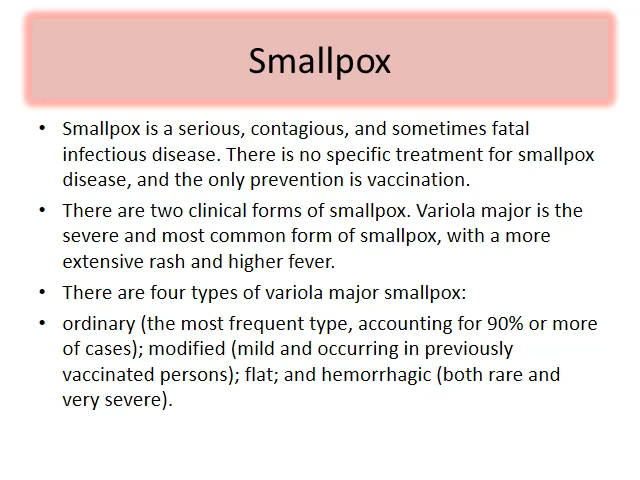 Smallpox
• Smallpox is a serious, contagious, and sometimes fatal
infectious disease. There is no specific treatment for smallpox
disease, and the only prevention is vaccination.
• There are two clinical forms of smallpox. Variola major is the
severe and most common form of smallpox, with a more
extensive rash and higher fever.
• There are four types of variola major smallpox:
• ordinary (the most frequent type, accounting for 90% or more
of cases); modified (mild and occurring in previously
vaccinated persons); flat; and hemorrhagic (both rare and
very severe).